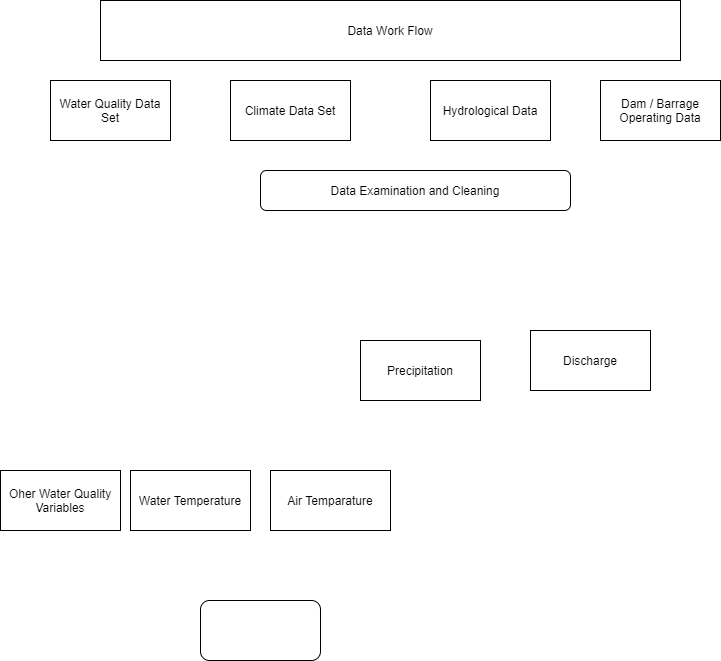 Data Work Flow
Water Quality Data
Set
Climate Data Set
Hydrological Data
Dam / Barrage
Operating Data
Data Examination and Cleaning
Precipitation
Discharge
Oher Water Quality
Variables
Water Temperature
Air Temparature